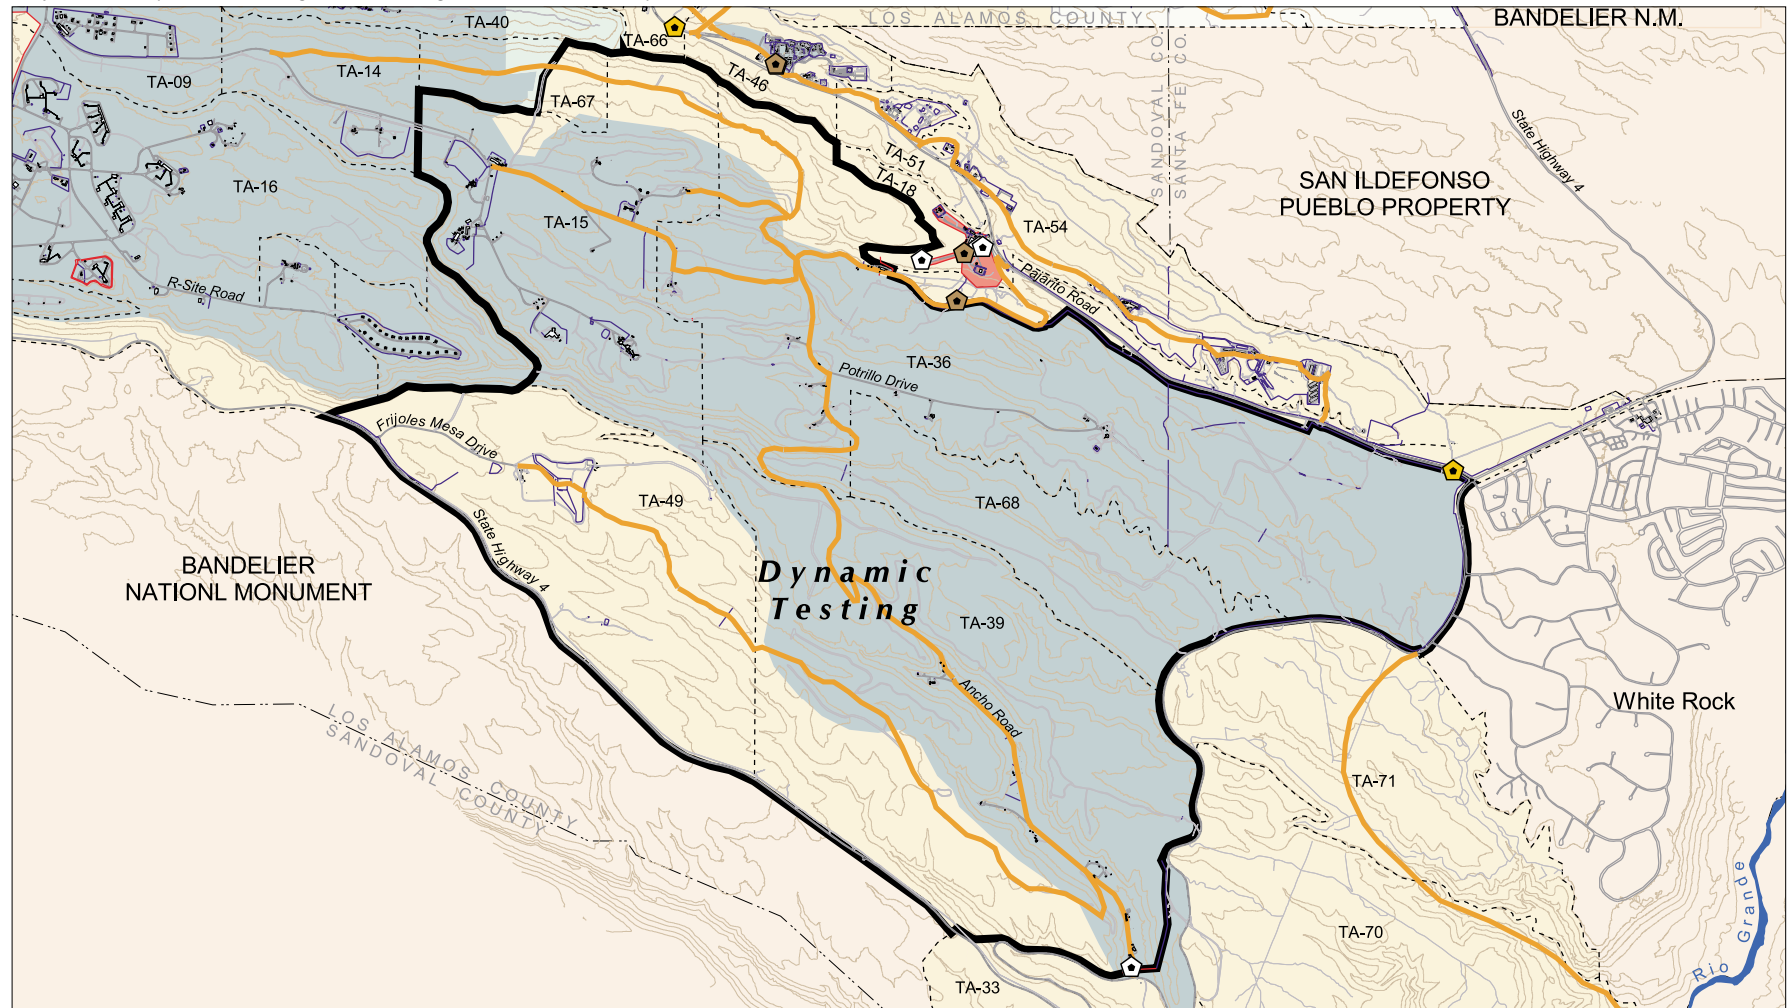 TA-40
LOS ALAMOS COUNTY
BANDELIER N.M.
TA-66
TA-09
TA-14
TA-46
TA-67
SANDOVAL CO.
SANTA FE CO.
State Highway 4
TA-51
TA-16
TA-18
SAN ILDEFONSO
PUEBLO PROPERTY
TA-15
TA-54
R-Site Road
Pajarito Road
TA-36
Potrillo Drive
Frijoles Mesa Drive
TA-49
TA-68
State Highway 4
BANDELIER
NATIONL MONUMENT
Dynamic
Testing
TA-39
Ancho Road
White Rock
LOS ALAMOS COUNTY
SANDOVAL COUNTY
TA-71
TA-70
Rio Grande
TA-33